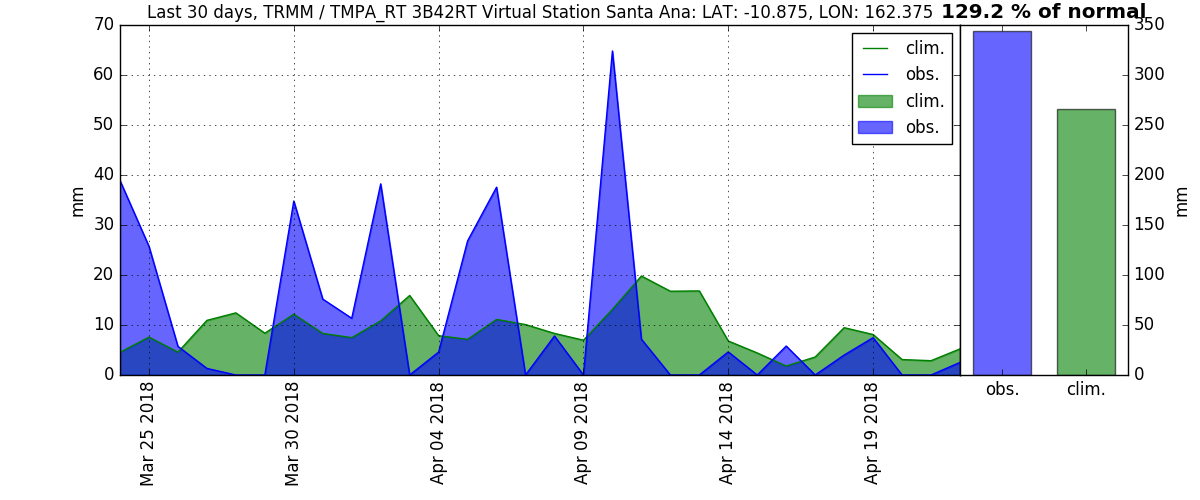 Last 30 days, TRMM / TMPA_RT 3B42RT Virtual Station Santa Ana: LAT: -10.875, LON: 162.375 129.2 % of normal
70
60
50
40
30
20
10
0
mm
clim.
obs.
clim.
obs.
350
300
250
200
150
100
50
0
mm
obs. clim.
Mar 25 2018
Mar 30 2018
Apr 04 2018
Apr 09 2018
Apr 14 2018
Apr 19 2018